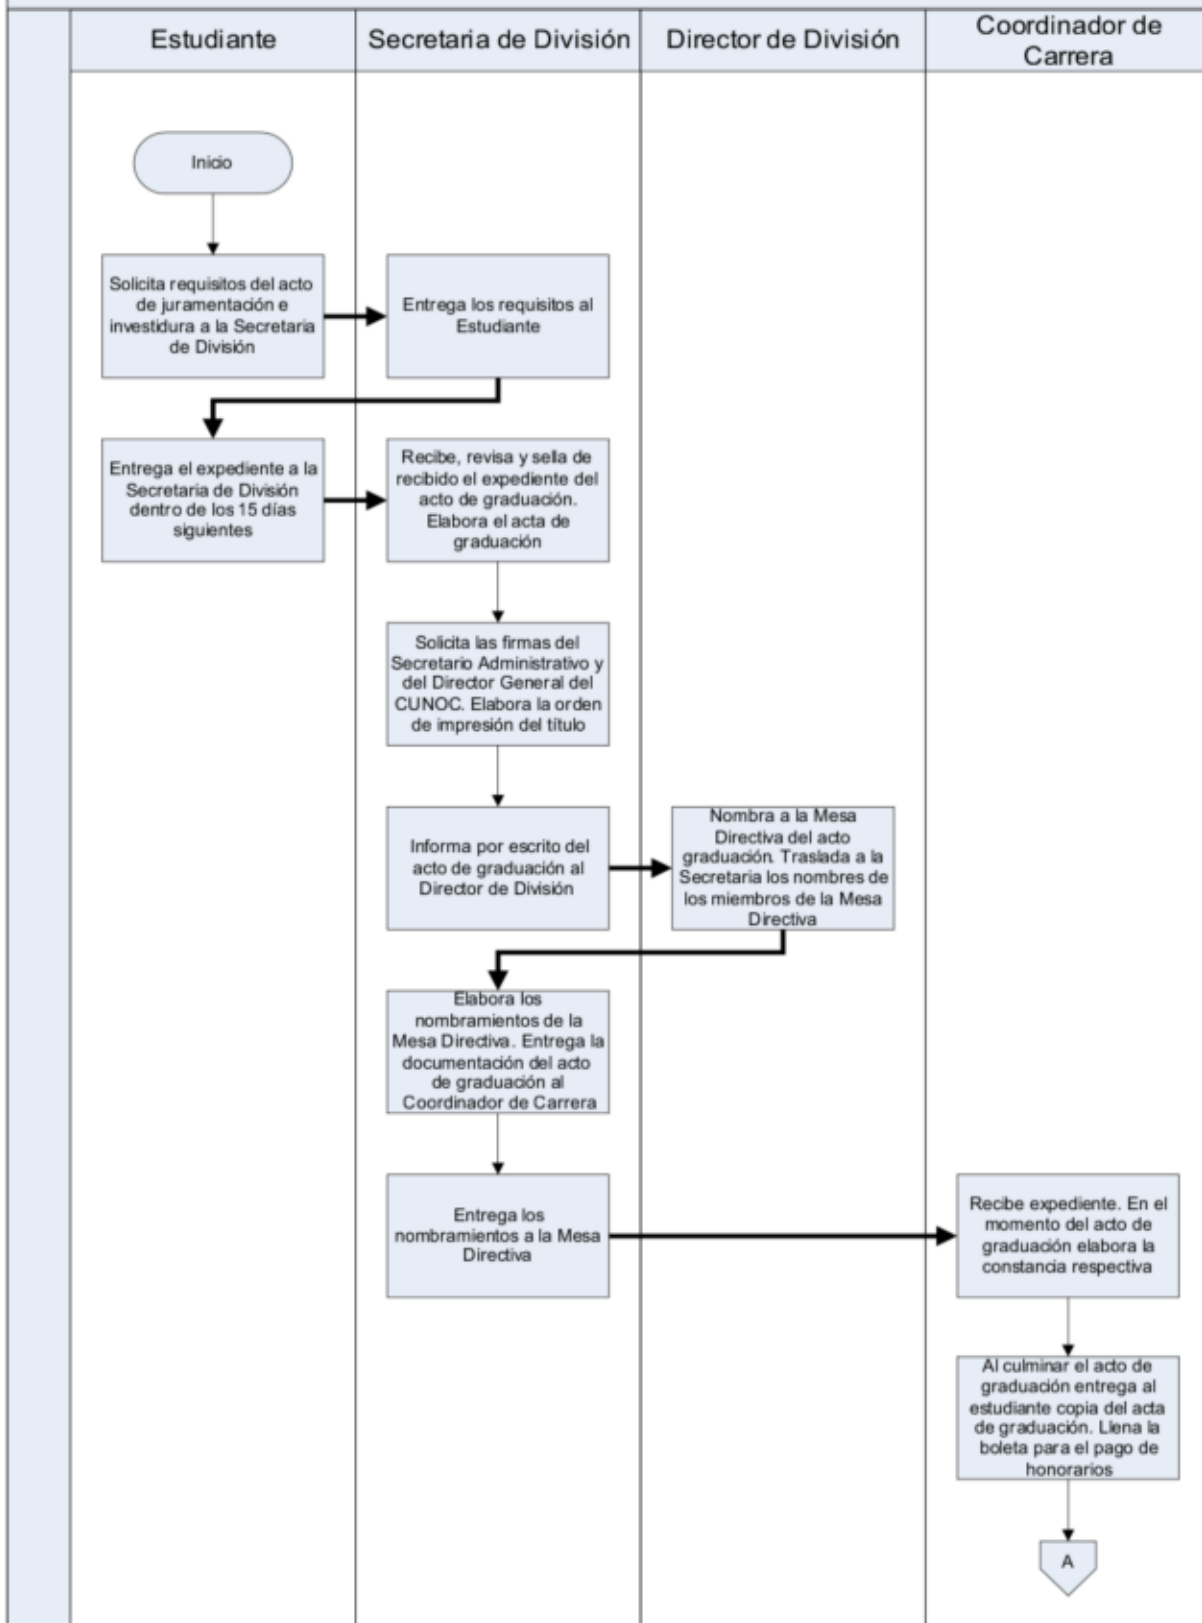 Estudiante
Secretaria de División
Director de División
Coordinador de
Carrera
Inicio
Solicita requisitos del acto
de juramentación e
investidura a la Secretaria
de División
Entrega los requisitos al
Estudiante
Entrega el expediente a la
Secretaria de División
dentro de los 15 días
siguientes
Recibe, revisa y sella de
recibido el expediente del
acto de graduación.
Elabora el acta de
graduación
Solicita las firmas del
Secretario Administrativo y
del Director General del
CUNOC. Elabora la orden
de impresión del título
Informa por escrito del
acto de graduación al
Director de División
Nombra a la Mesa
Directiva del acto
graduación. Traslada a la
Secretaria los nombres de
los miembros de la Mesa
Directiva
Elabora los
nombramientos de la
Mesa Directiva. Entrega la
documentación del acto
de graduación al
Coordinador de Carrera
Entrega los
nombramientos a la Mesa
Directiva
Recibe expediente. En el
momento del acto de
graduación elabora la
constancia respectiva
Al culminar el acto de
graduación entrega al
estudiante copia del acta
de graduación. Llena la
boleta para el pago de
honorarios
A